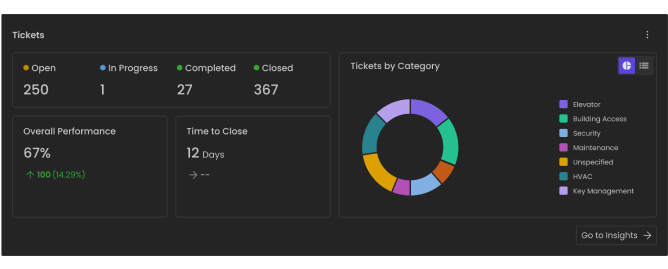 Tickets
Open
In Progress
Completed
Closed
250
1
27
367
Overall Performance
67%
↑ 100 (14.29%)
Time to Close
12 Days
→ --
Tickets by Category
Elevator
Building Access
Security
Maintenance
Unspecified
HVAC
Key Management
Go to Insights →